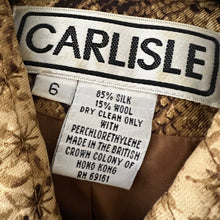 CARLISLE
6
85% SILK
15% WOOL
DRY CLEAN ONLY
WITH
PERCHLORETHYLENE
MADE IN THE BRITISH
CROWN COLONY OF
HONG KONG
RN 69161